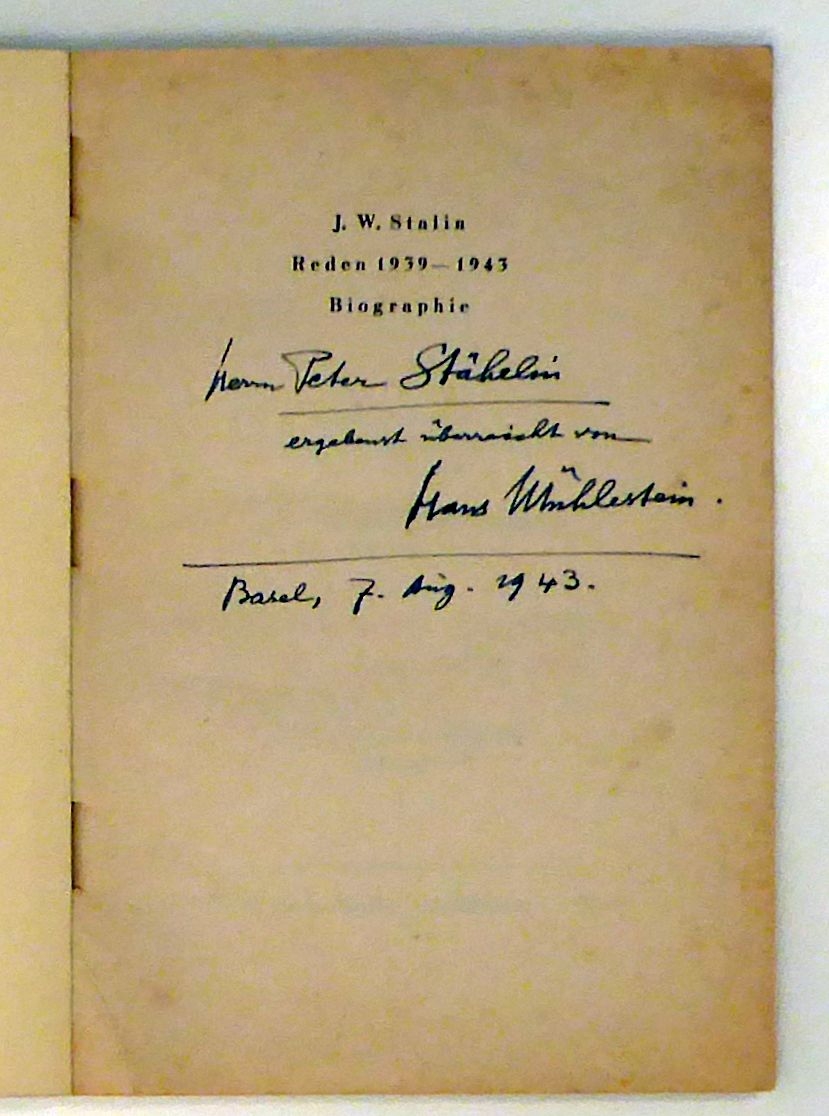 J. W. Stalin
Reden 1939—1943
Biographie
Herrn Peter Stähelin
ergebenst überreicht von
Hans Mühlestein.
Basel, 7. Aug. 1943.